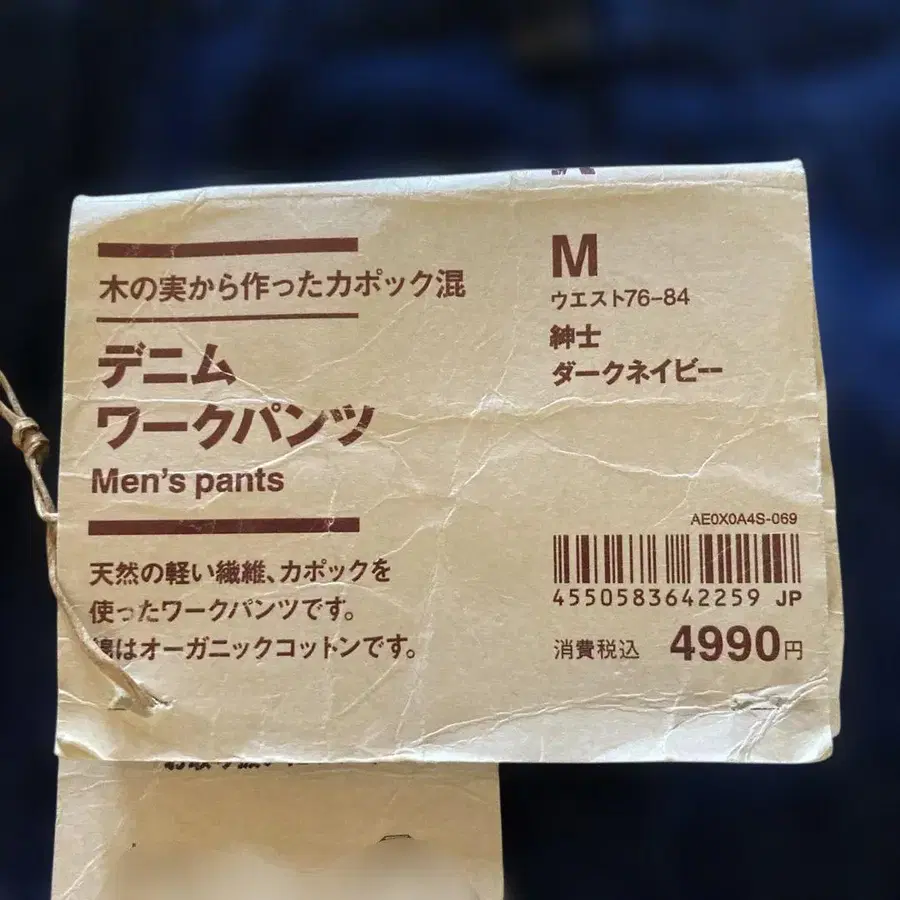 木の実から作ったカポック混
デニム
ワークパンツ
Men's pants
天然の軽い繊維、カポックを
使ったワークパンツです。
綿はオーガニックコットンです。
M
ウエスト76-84
紳士
ダークネイビー
AE0X0A4S-069
4550583642259 JP
消費税込 4990円